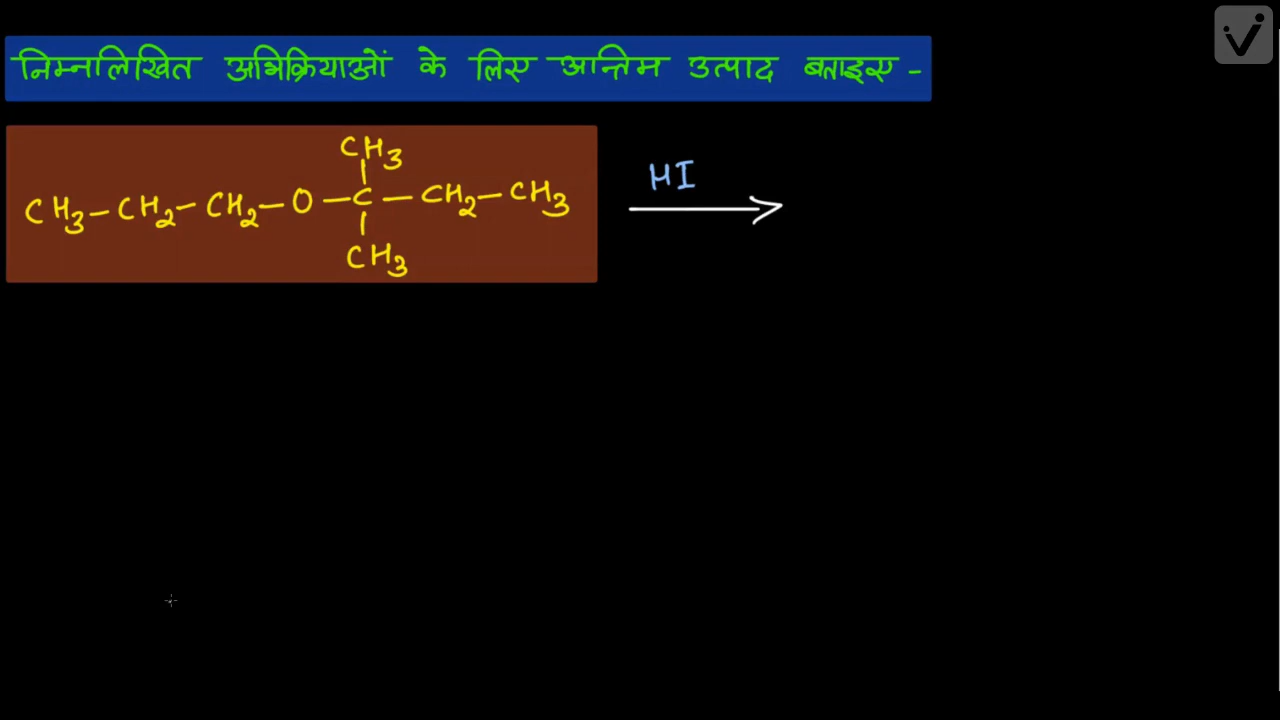 निम्नलिखित अभिक्रियाओं के लिए अन्तिम उत्पाद बताइए -
CH3
CH3-CH2-CH2-O-C-CH2-CH3
CH3
HI